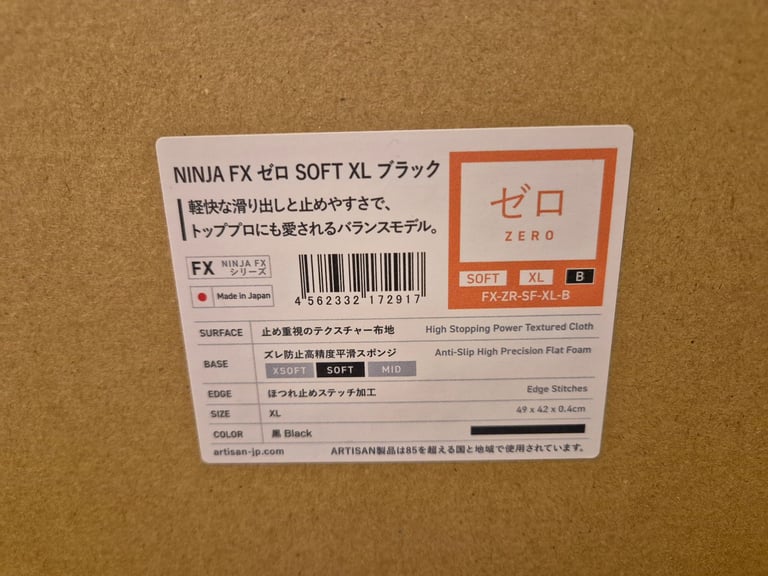 NINJA FX ゼロ SOFT XL ブラック
軽快な滑り出しと止めやすさで、
トッププロにも愛されるバランスモデル。
FX NINJA FX シリーズ
Made in Japan
4 562332 172917
ゼロ
ZERO
SOFT XL B
FX-ZR-SF-XL-B
SURFACE 止め重視のテクスチャー布地 High Stopping Power Textured Cloth
BASE ズレ防止高精度平滑スポンジ Anti-Slip High Precision Flat Foam
XSOFT SOFT MID
EDGE ほつれ止めステッチ加工 Edge Stitches
SIZE XL 49 x 42 x 0.4cm
COLOR 黒 Black
artisan-jp.com ARTISAN製品は85を超える国と地域で使用されています。